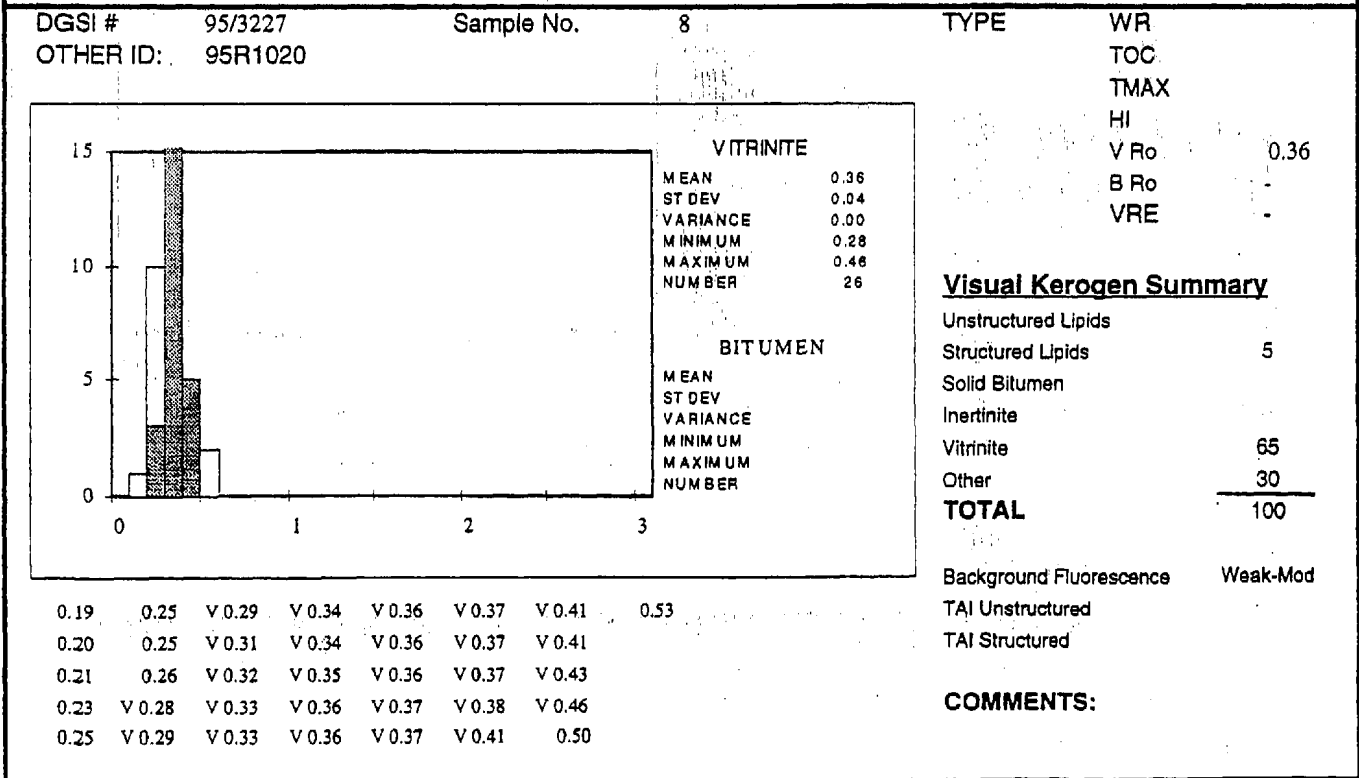 DGSI # 95/3227 Sample No. 8
OTHER ID: 95R1020
TYPE WR
TOC
TMAX
HI
V Ro 0.36
B Ro -
VRE -
15
10
5
0
0 1 2 3
VITRINITE
MEAN 0.36
ST DEV 0.04
VARIANCE 0.00
MINIMUM 0.28
MAXIMUM 0.46
NUMBER 26
BITUMEN
MEAN
ST DEV
VARIANCE
MINIMUM
MAXIMUM
NUMBER
Visual Kerogen Summary
Unstructured Lipids
Structured Lipids 5
Solid Bitumen
Inertinite
Vitrinite 65
Other 30
TOTAL 100
Background Fluorescence Weak-Mod
TAI Unstructured
TAI Structured
COMMENTS:
0.19 0.25 V 0.29 V 0.34 V 0.36 V 0.37 V 0.41 0.53
0.20 0.25 V 0.31 V 0.34 V 0.36 V 0.37 V 0.41
0.21 0.26 V 0.32 V 0.35 V 0.36 V 0.37 V 0.43
0.23 V 0.28 V 0.33 V 0.36 V 0.37 V 0.38 V 0.46
0.25 V 0.29 V 0.33 V 0.36 V 0.37 V 0.41 0.50